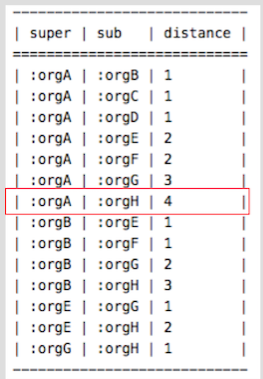 | super | sub | distance |
===========================
| :orgA | :orgB | 1 |
| :orgA | :orgC | 1 |
| :orgA | :orgD | 1 |
| :orgA | :orgE | 2 |
| :orgA | :orgF | 2 |
| :orgA | :orgG | 3 |
| :orgA | :orgH | 4 |
| :orgB | :orgE | 1 |
| :orgB | :orgF | 1 |
| :orgB | :orgG | 2 |
| :orgB | :orgH | 3 |
| :orgE | :orgG | 1 |
| :orgE | :orgH | 2 |
| :orgG | :orgH | 1 |